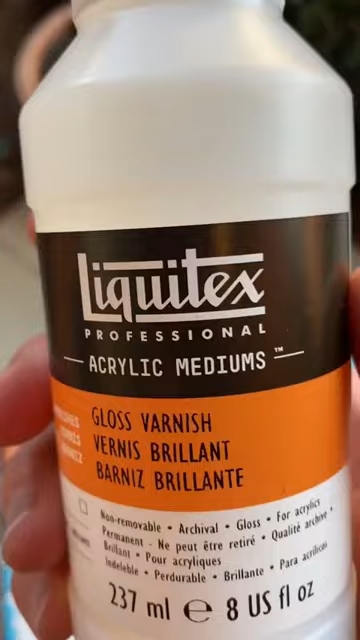 Liquitex
PROFESSIONAL
ACRYLIC MEDIUMS™
GLOSS VARNISH
VERNIS BRILLANT
BARNIZ BRILLANTE
Non-removable • Archival • Gloss • For acrylics
Permanent - Ne peut être retiré • Qualité archive •
Brillant • Pour acryliques
Indeleble • Perdurable • Brillante • Para acrílicos
237 ml e 8 US fl oz